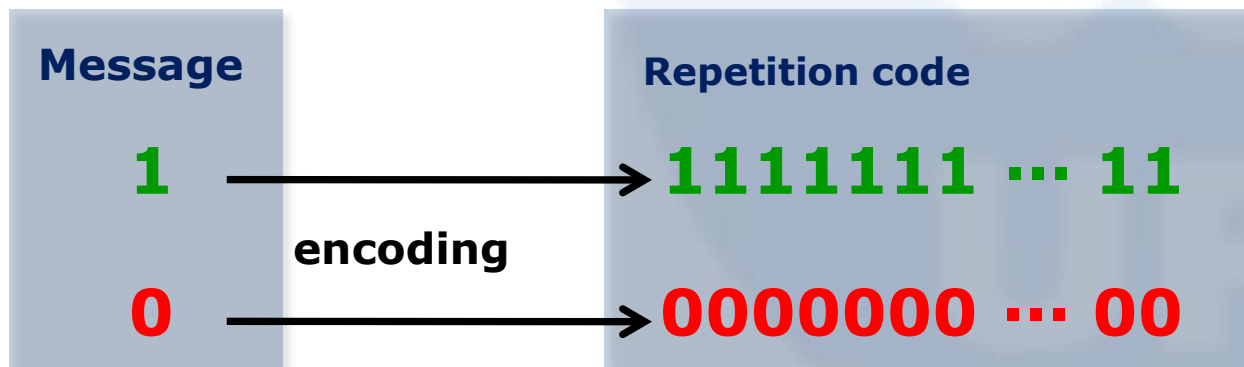 Message
Repetition code
1
1111111 ... 11
encoding
0
0000000 ... 00